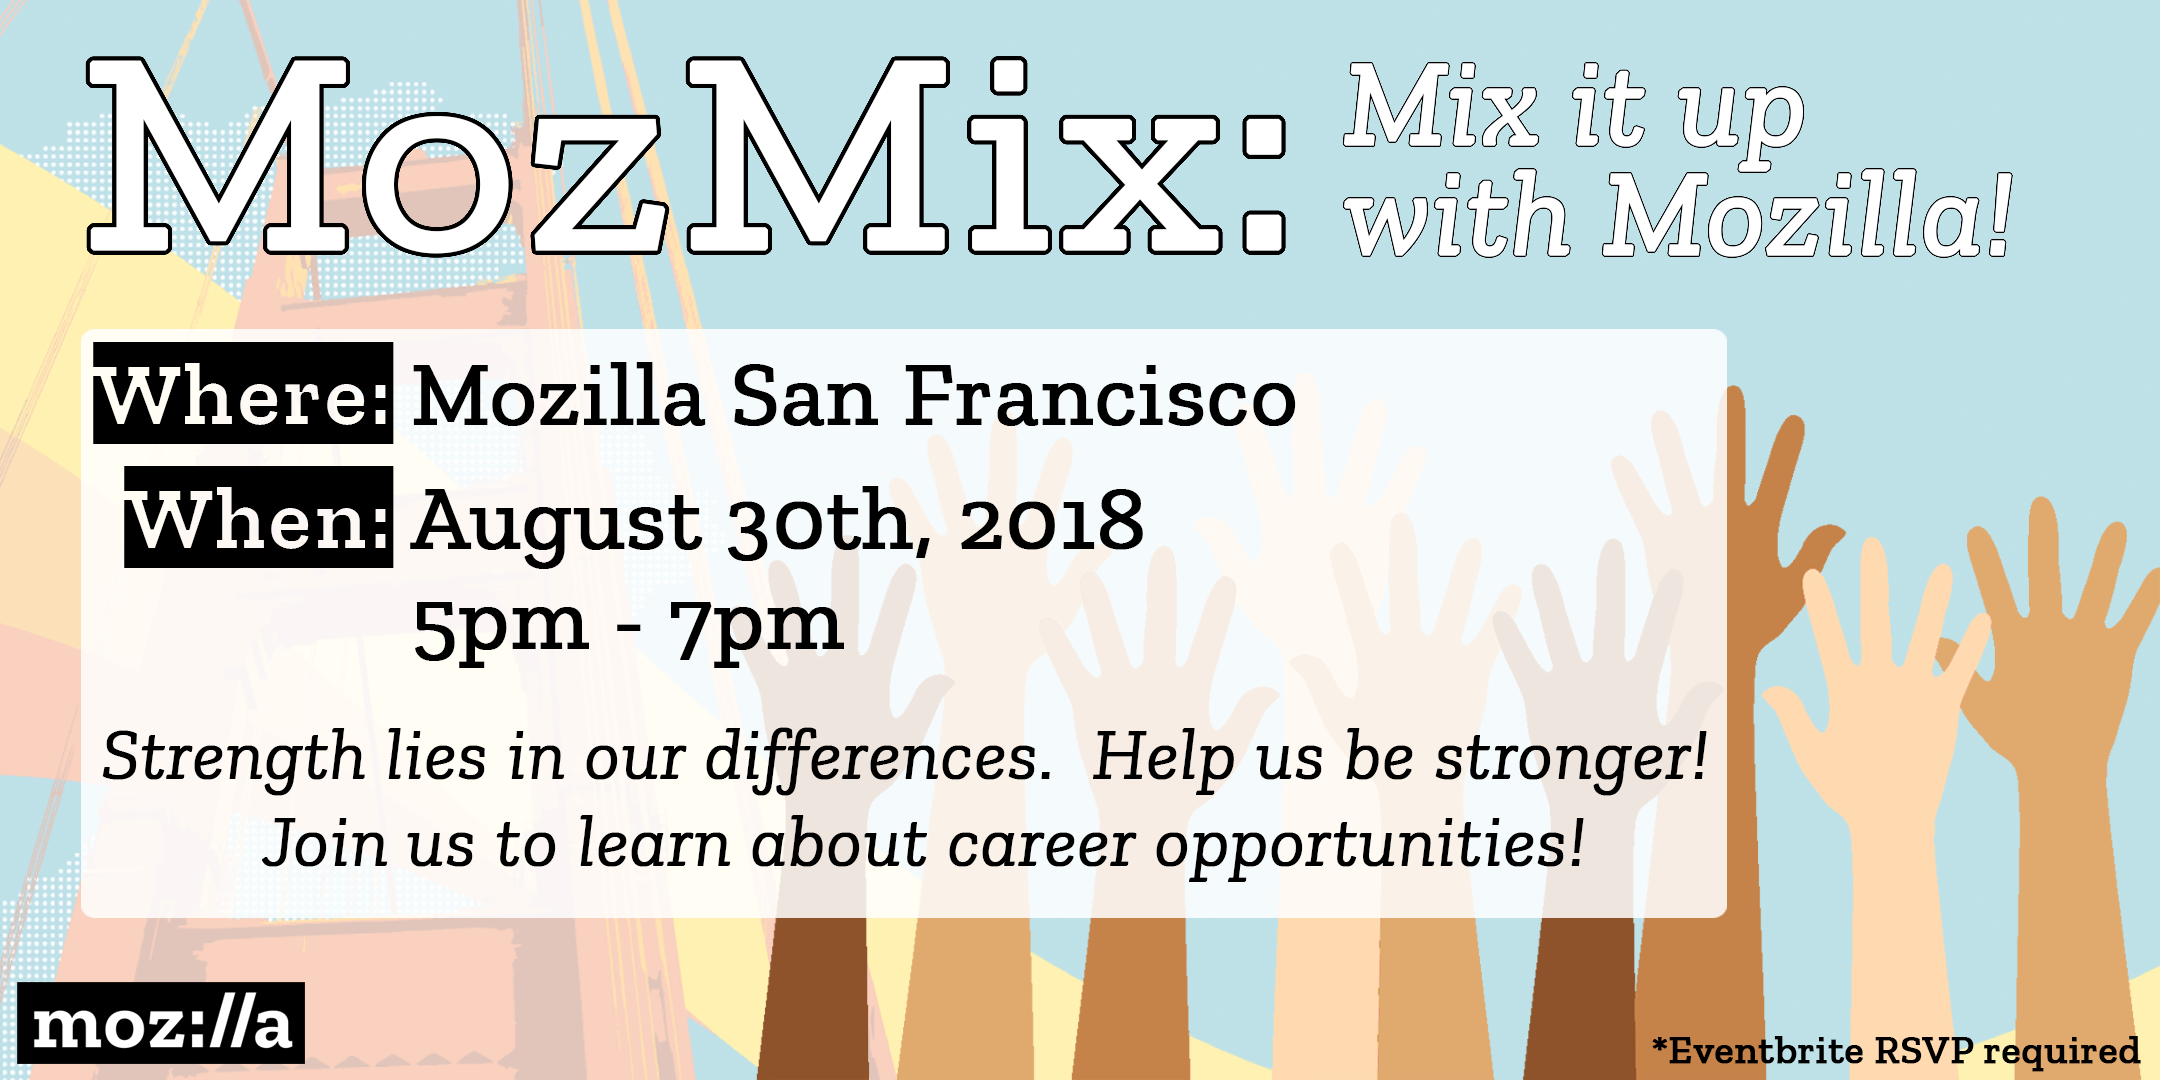 MozMix:
Mix it up
with Mozilla!
Where: Mozilla San Francisco
When: August 30th, 2018
5pm - 7pm
Strength lies in our differences.  Help us be stronger!
Join us to learn about career opportunities!
moz://a
*Eventbrite RSVP required